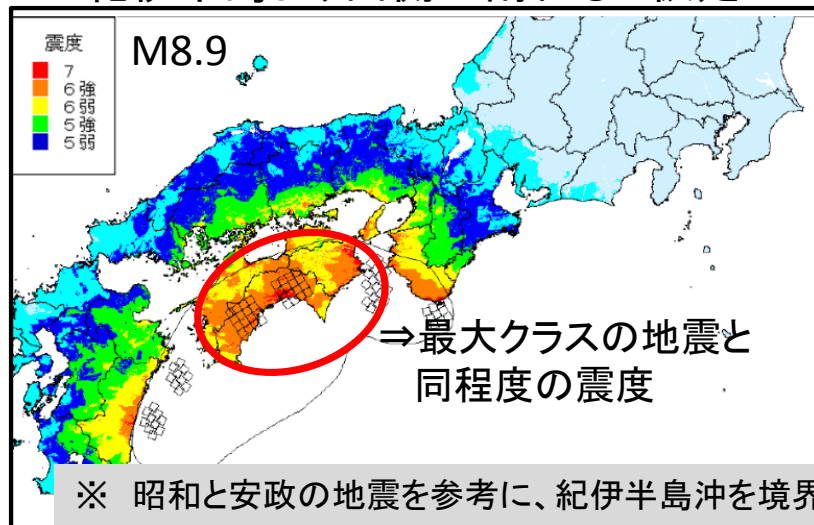 震度
7
6強
6弱
5強
5弱
M8.9
⇒最大クラスの地震と
同程度の震度
※ 昭和と安政の地震を参考に、紀伊半島沖を境界